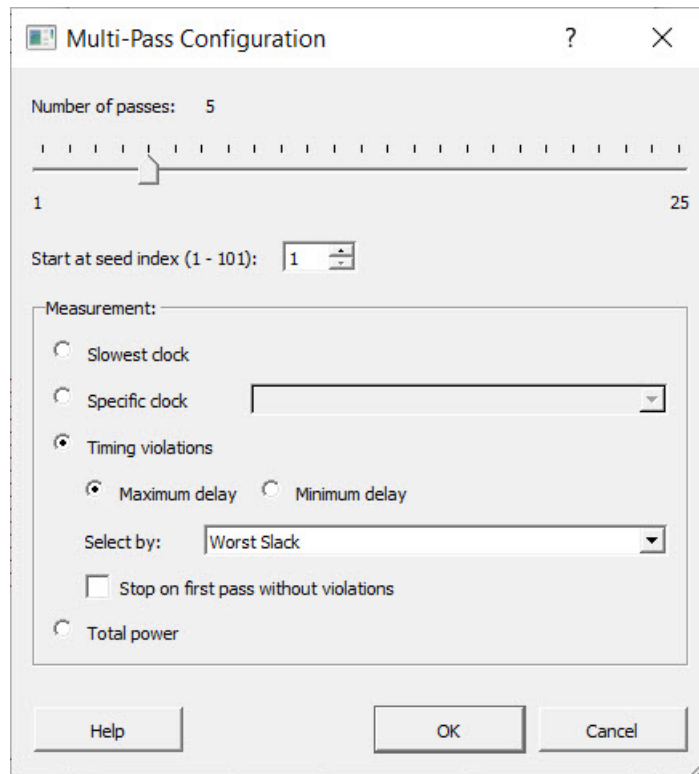 Multi-Pass Configuration ?
Number of passes: 5
1 25
Start at seed index (1 - 101): 1
Measurement:
Slowest clock
Specific clock
Timing violations
Maximum delay Minimum delay
Select by: Worst Slack
Stop on first pass without violations
Total power
Help OK Cancel